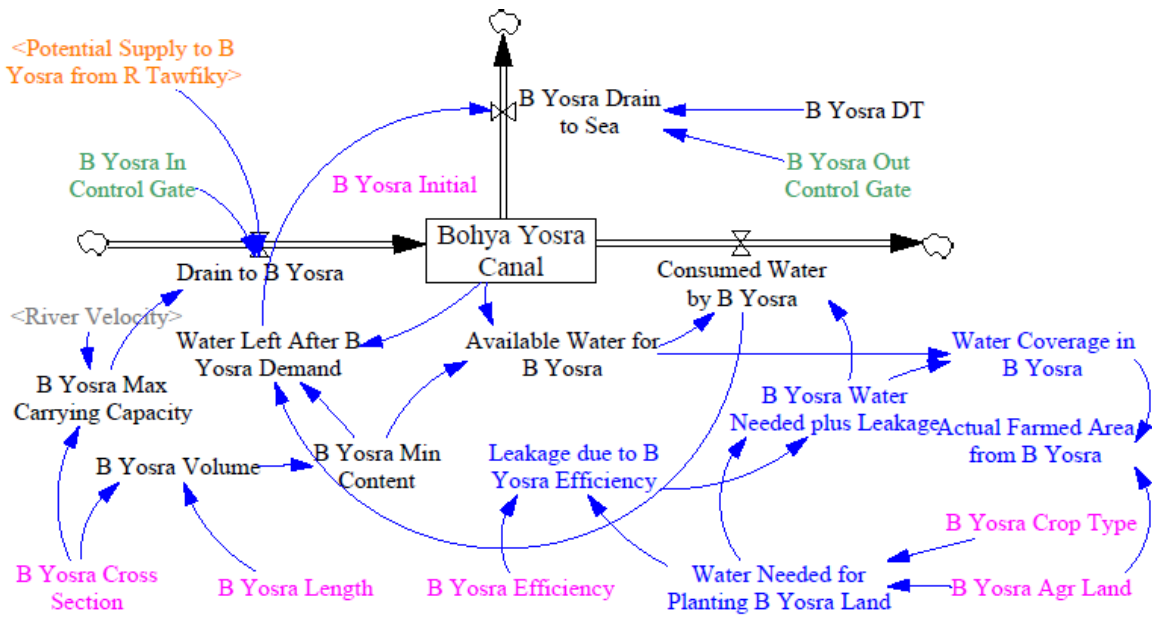 <Potential Supply to B
Yosra from R Tawfiky>
B Yosra Drain
to Sea
B Yosra DT
B Yosra In
Control Gate
B Yosra Initial
B Yosra Out
Control Gate
Bohya Yosra
Canal
Drain to B Yosra
Consumed Water
by B Yosra
<River Velocity>
Water Left After B
Yosra Demand
Available Water for
B Yosra
Water Coverage in
B Yosra
B Yosra Max
Carrying Capacity
B Yosra Water
Needed plus Leakage
Actual Farmed Area
from B Yosra
B Yosra Volume
B Yosra Min
Content
Leakage due to B
Yosra Efficiency
B Yosra Crop Type
B Yosra Cross
Section
B Yosra Length
B Yosra Efficiency
Water Needed for
Planting B Yosra Land
B Yosra Agr Land